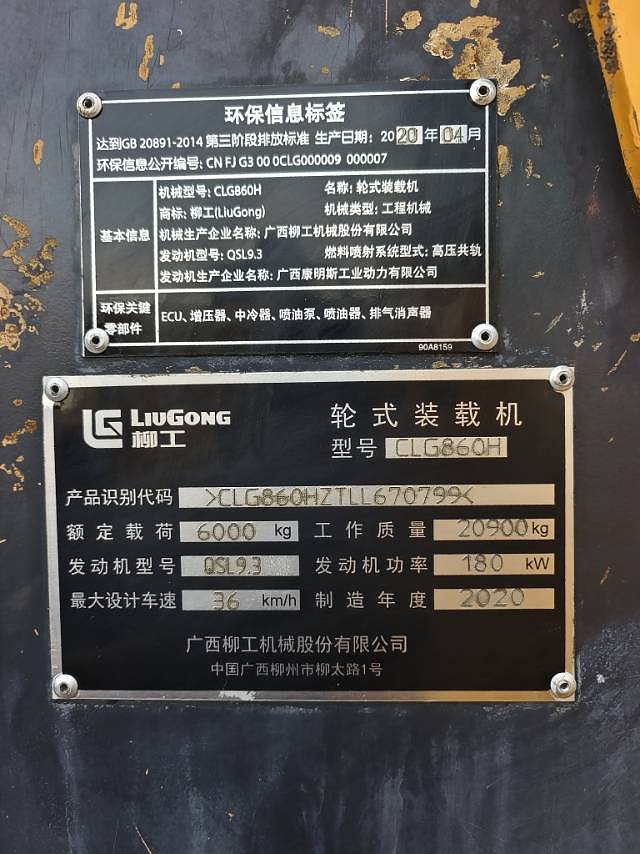 环保信息标签
达到GB 20891-2014 第三阶段排放标准 生产日期: 2020 年 04 月
环保信息公开编号: CN FJ G3 00 0CLG000009 000007
基本信息
机械型号: CLG860H 名称: 轮式装载机
商标: 柳工(LiuGong) 机械类型: 工程机械
机械生产企业名称: 广西柳工机械股份有限公司
发动机型号: QSL9.3 燃料喷射系统型式: 高压共轨
发动机生产企业名称: 广西康明斯工业动力有限公司
环保关键
零部件
ECU、增压器、中冷器、喷油泵、喷油器、排气消声器
90A8159
LIUGONG
柳工
轮式装载机
型号 CLG860H
产品识别代码 >CLG860HZTLL670799<
额定载荷 6000 kg 工作质量 20900 kg
发动机型号 QSL9.3 发动机功率 180 kW
最大设计车速 36 km/h 制造年度 2020
广西柳工机械股份有限公司
中国广西柳州市柳太路1号